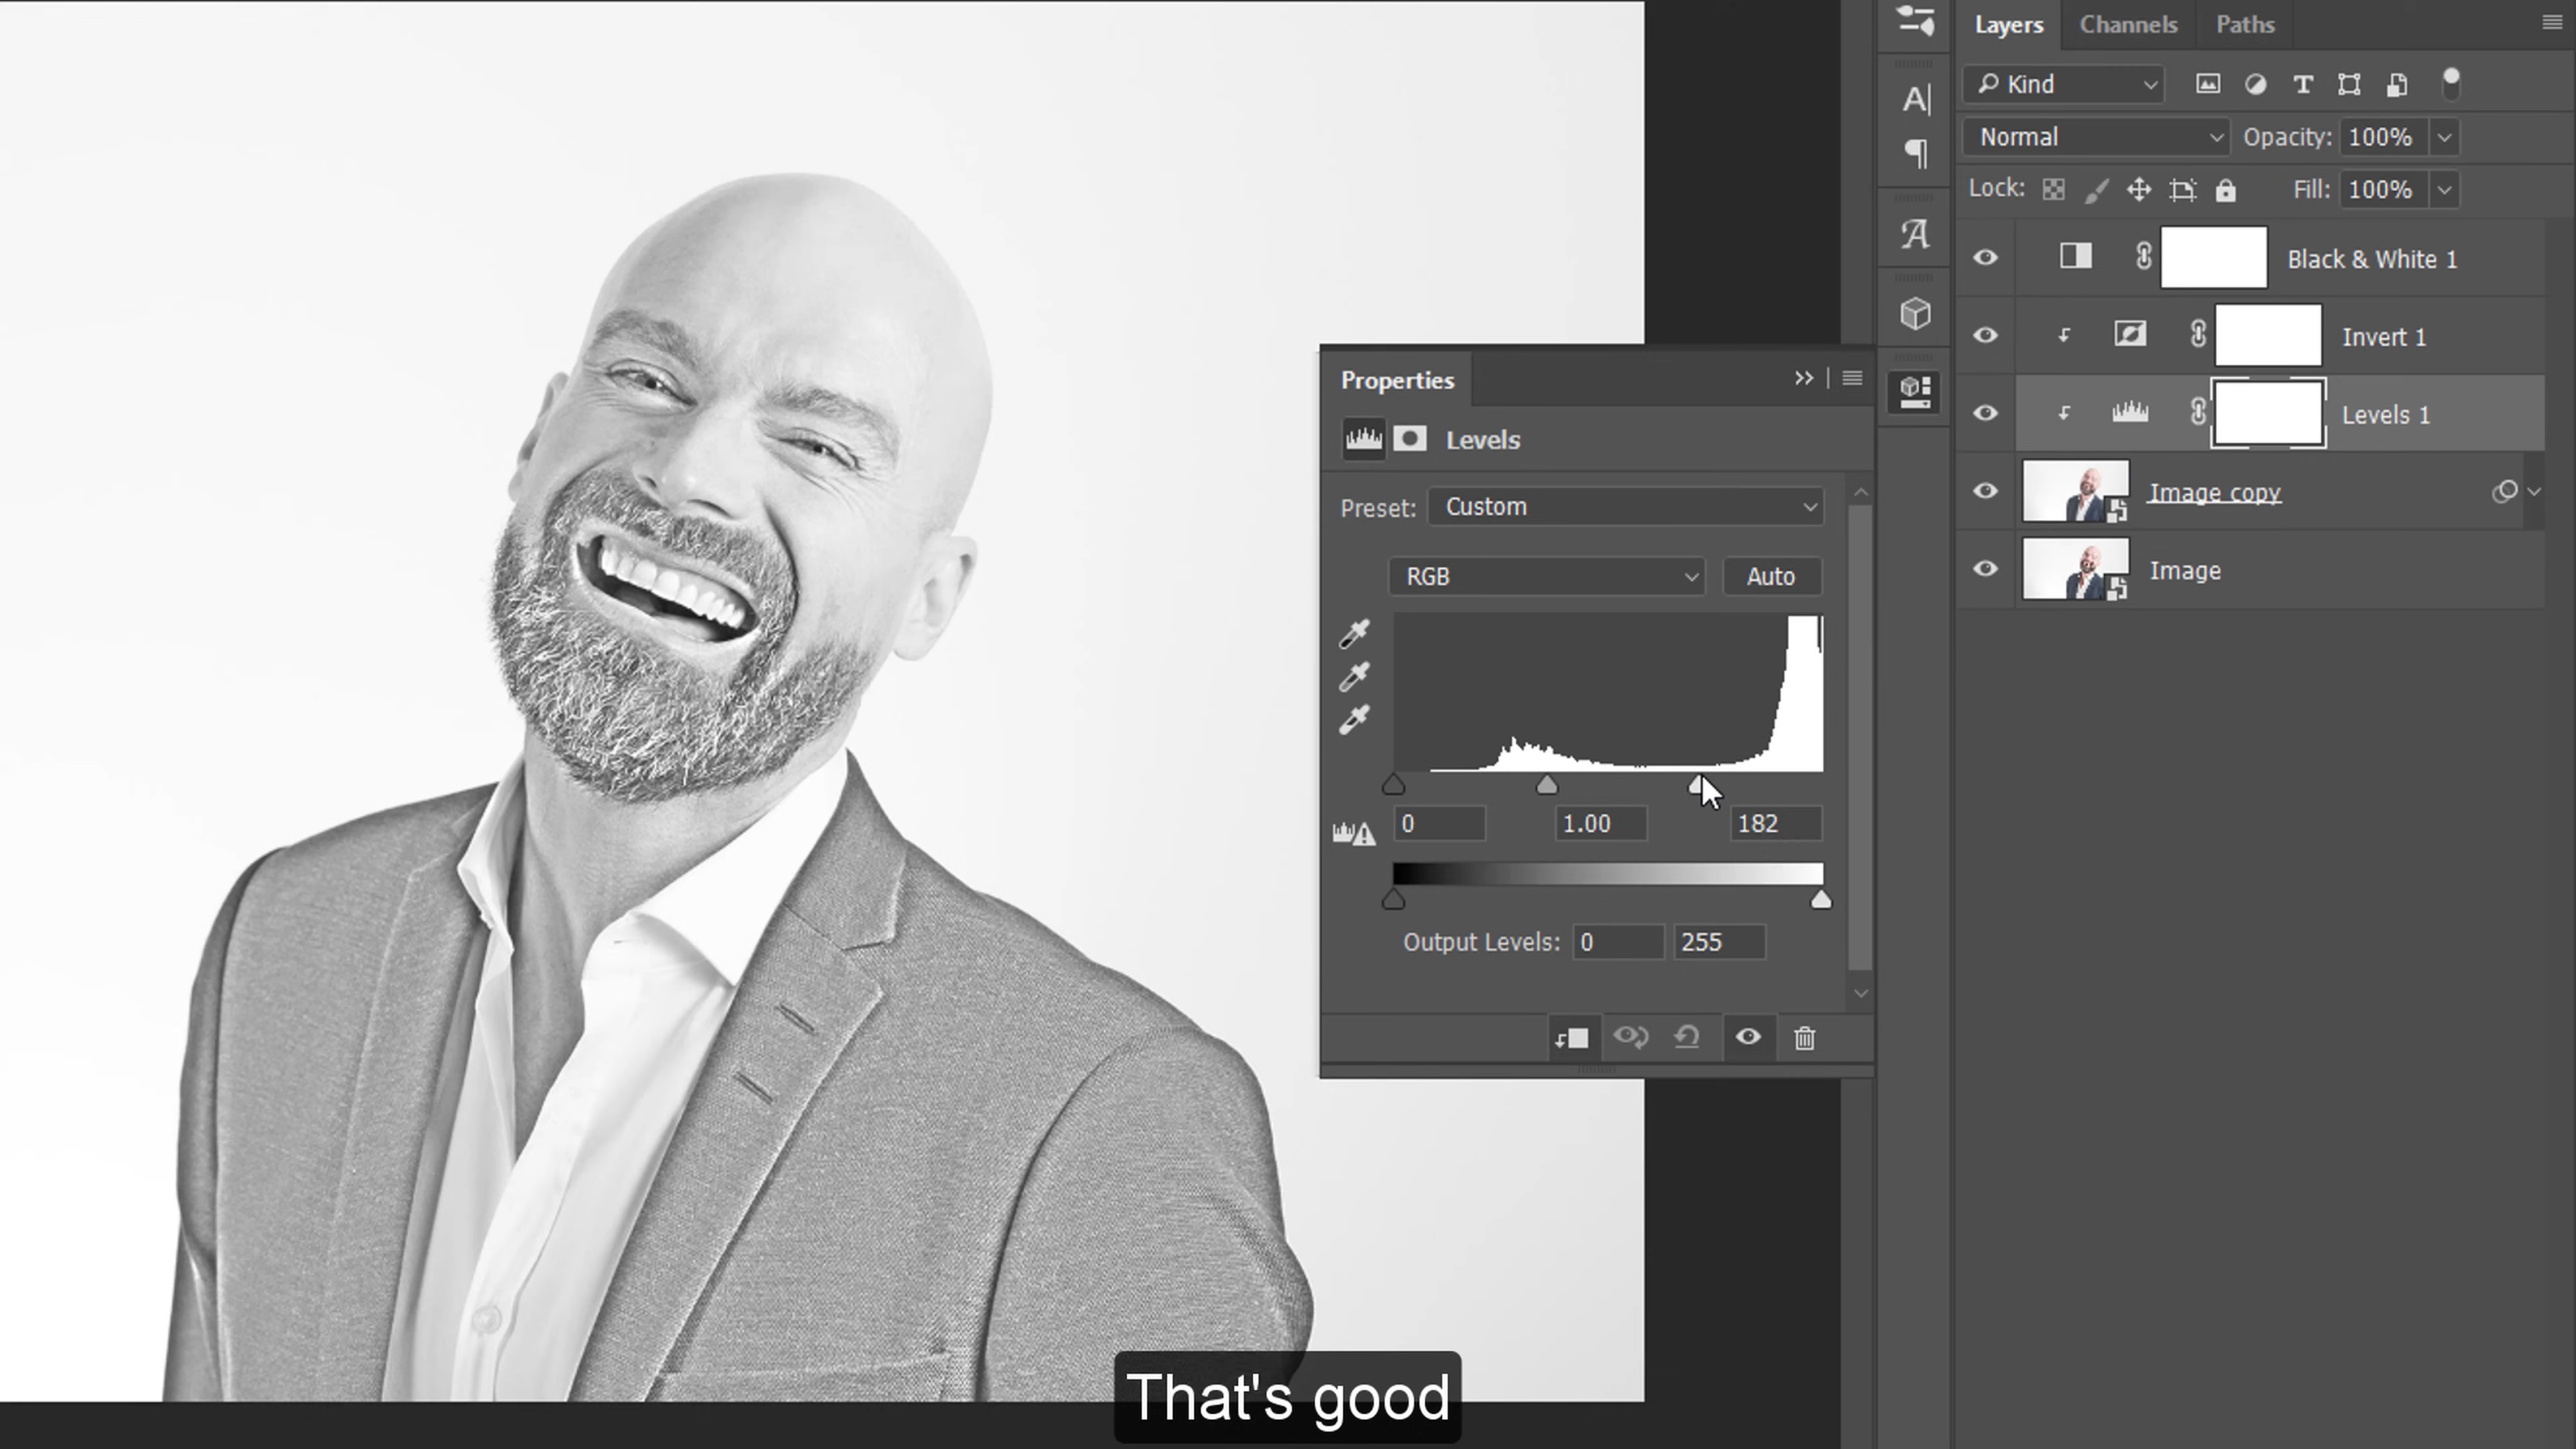 Layers Channels Paths
Kind
Normal Opacity: 100%
Lock: Fill: 100%
Black & White 1
Invert 1
Levels 1
Image copy
Image
Properties
Levels
Preset: Custom
RGB Auto
0 1.00 182
Output Levels: 0 255
That's good